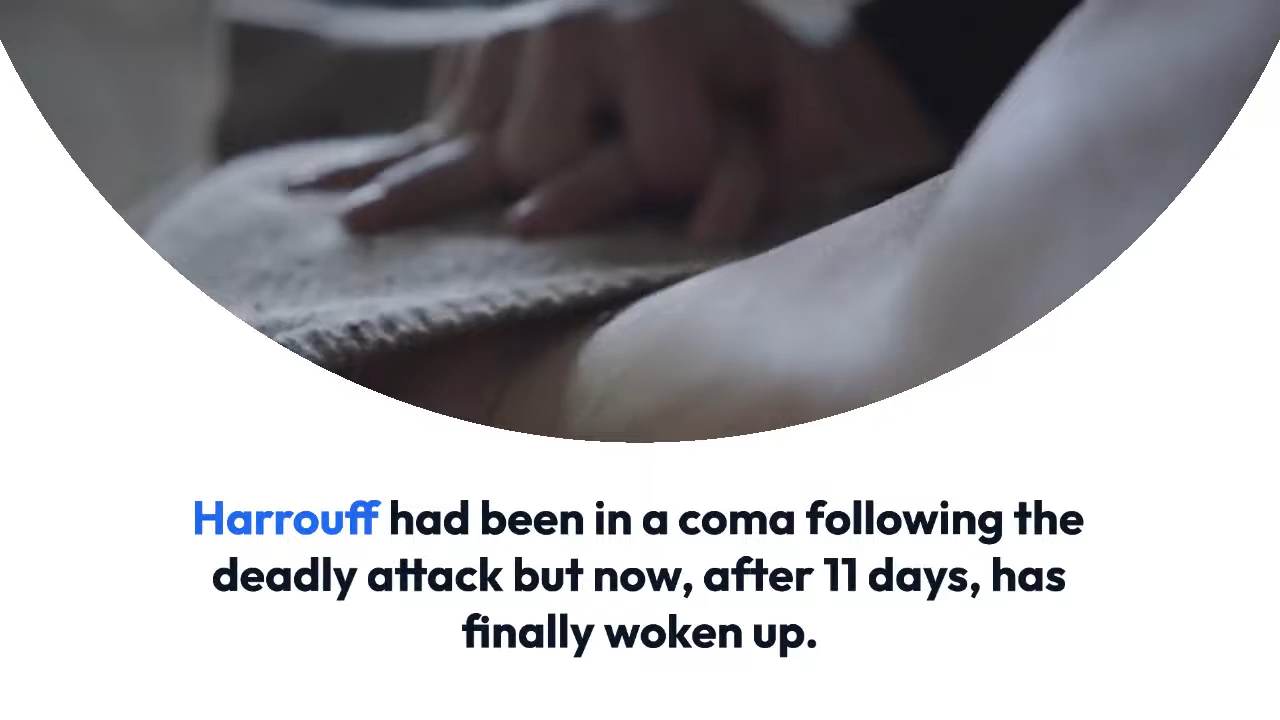 Harrouff had been in a coma following the
deadly attack but now, after 11 days, has
finally woken up.